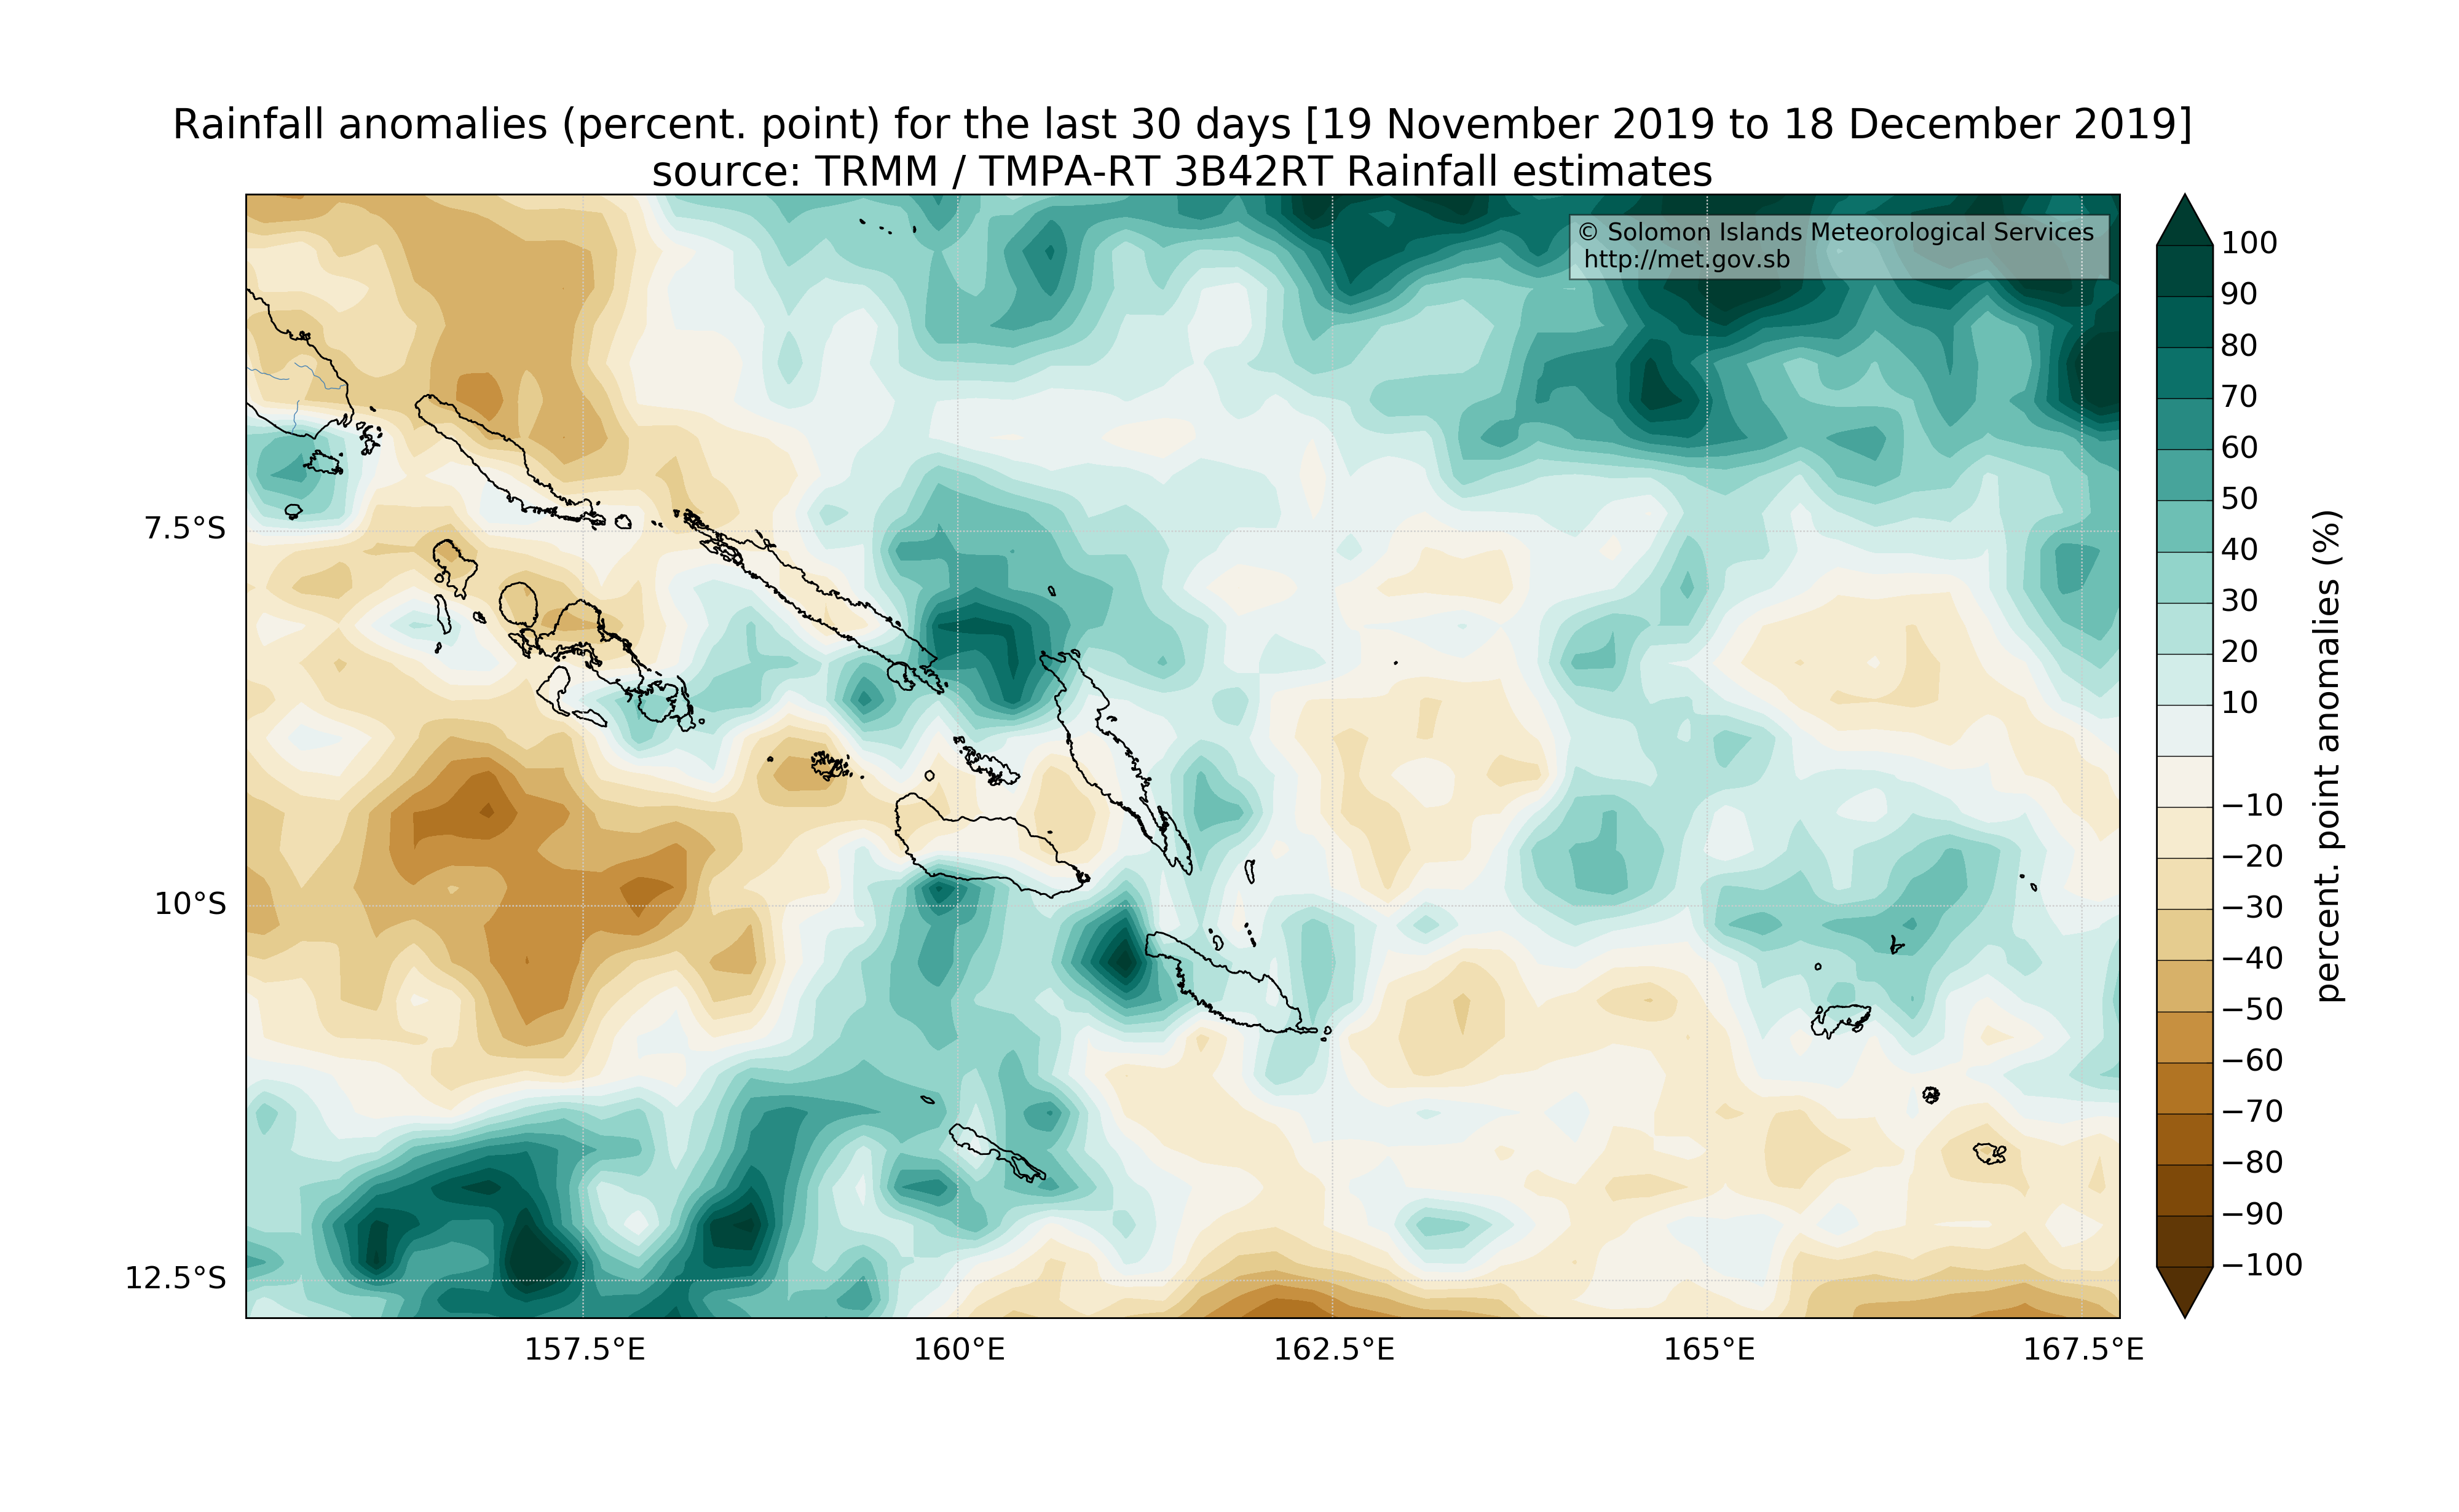 Rainfall anomalies (percent. point) for the last 30 days [19 November 2019 to 18 December 2019]
source: TRMM / TMPA-RT 3B42RT Rainfall estimates
© Solomon Islands Meteorological Services
http://met.gov.sb
7.5°S
10°S
12.5°S
157.5°E
160°E
162.5°E
165°E
167.5°E
100
90
80
70
60
50
40
30
20
10
−10
−20
−30
−40
−50
−60
−70
−80
−90
−100
percent. point anomalies (%)